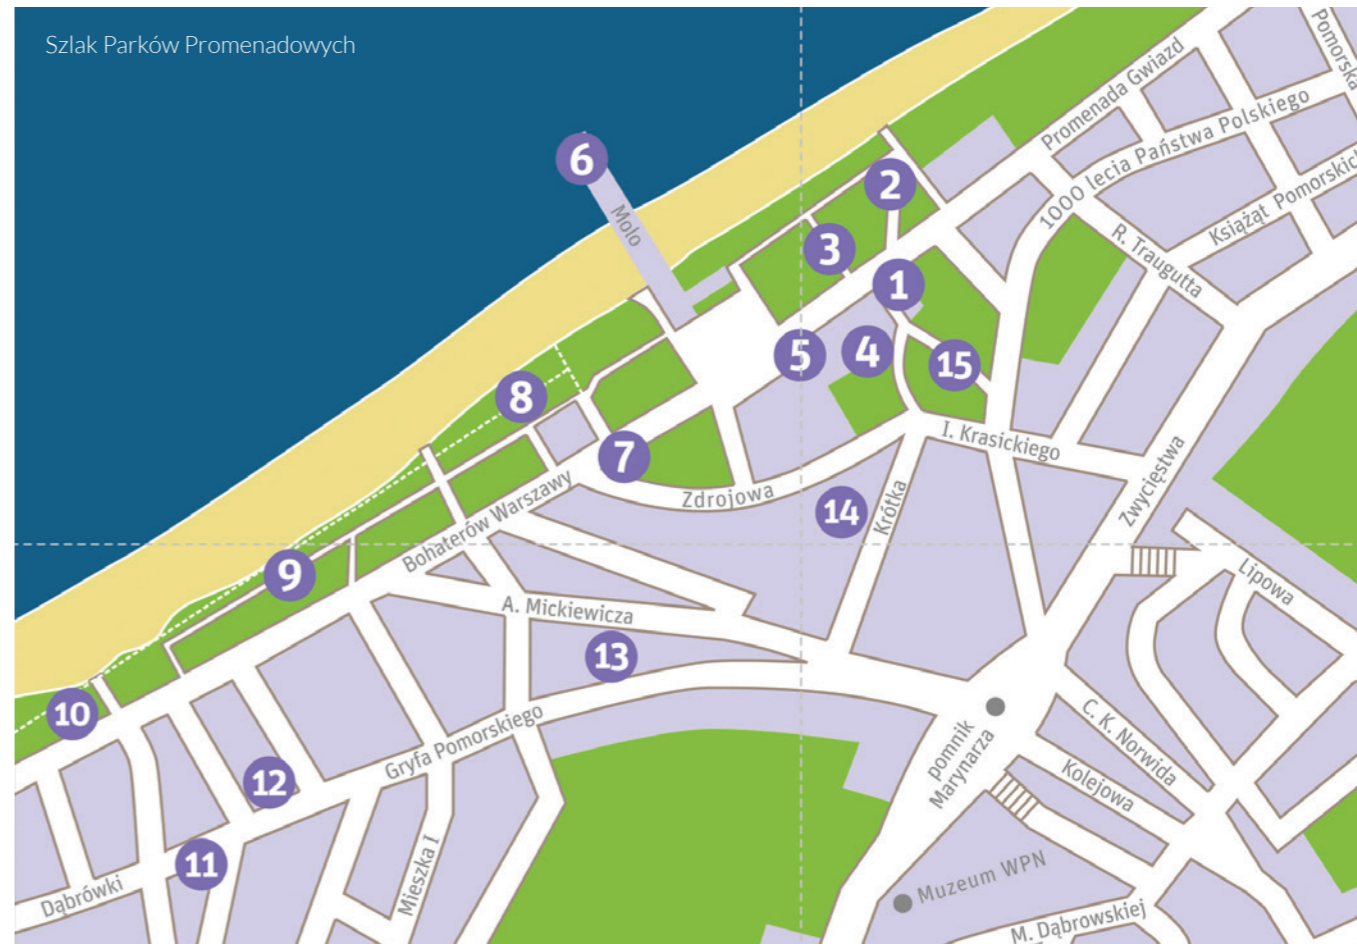 Szlak Parków Promenadowych
Pomorska
Promenada Gwiazd
1000 lecia Państwa Polskiego
Książąt Pomorskich
R. Traugutta
6
Molo
2
3
1
5
4
15
8
7
I. Krasickiego
Zdrojowa
14
Krótka
Zwycięstwa
Bohaterów Warszawy
9
Lipowa
A. Mickiewicza
13
10
Gryfa Pomorskiego
pomnik
Marynarza
C. K. Norwida
Kolejowa
12
11
Mieszka I
Dąbrówki
Muzeum WPN
M. Dąbrowskiej